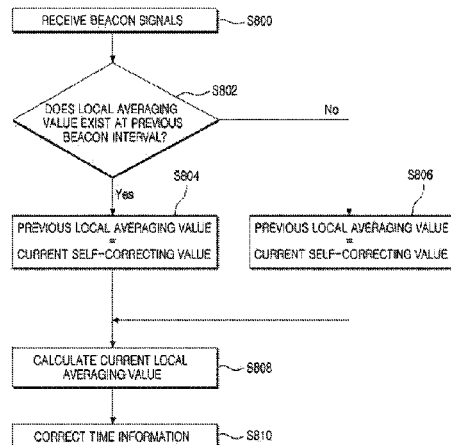 RECEIVE BEACON SIGNALS
S800
S802
DOES LOCAL AVERAGING
VALUE EXIST AT PREVIOUS
BEACON INTERVAL?
No
Yes
S804
S806
PREVIOUS LOCAL AVERAGING VALUE
=
CURRENT SELF-CORRECTING VALUE
PREVIOUS LOCAL AVERAGING VALUE
=
CURRENT SELF-CORRECTING VALUE
CALCULATE CURRENT LOCAL
AVERAGING VALUE
S808
CORRECT TIME INFORMATION
S810